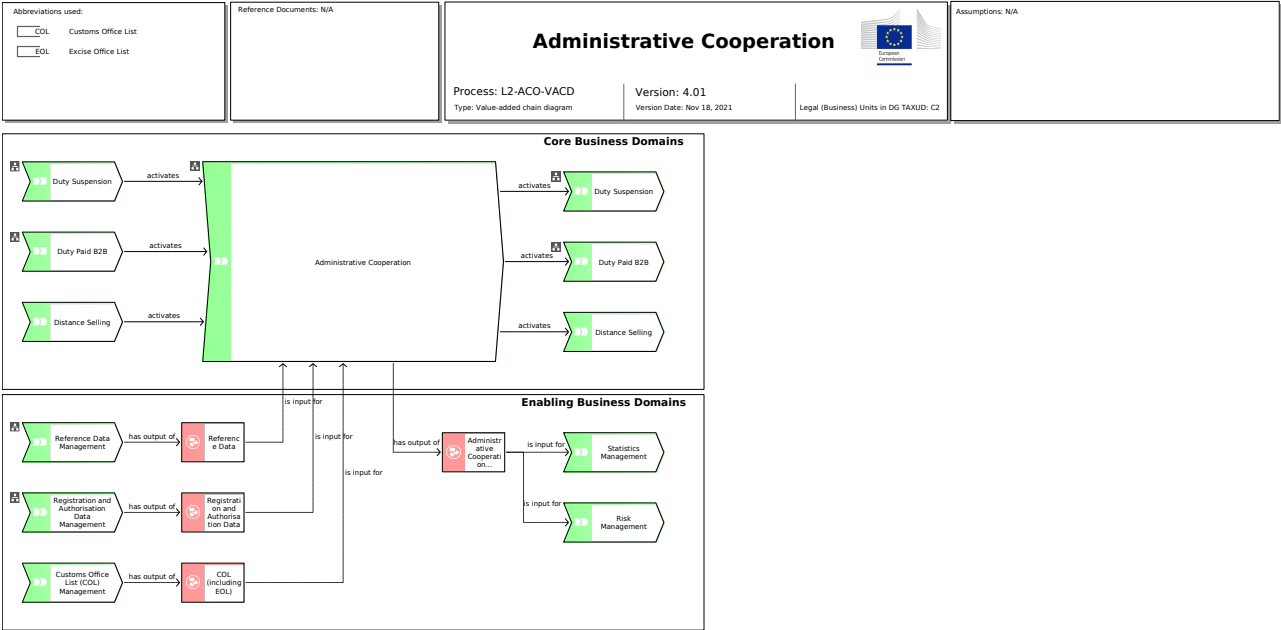 Abbreviations used:
COL Customs Office List
EOL Excise Office List
Reference Documents: N/A
Administrative Cooperation
European
Commission
Process: L2-ACO-VACD
Version: 4.01
Type: Value-added chain diagram
Version Date: Nov 18, 2021
Legal (Business) Units in DG TAXUD: C2
Assumptions: N/A
Core Business Domains
Duty Suspension
activates
Duty Paid B2B
activates
Distance Selling
activates
Administrative Cooperation
activates
Duty Suspension
activates
Duty Paid B2B
activates
Distance Selling
Enabling Business Domains
is input for
is input for
is input for
Reference Data
Management
has output of
Referenc
e Data
Registration and
Authorisation
Data
Management
has output of
Registrati
on and
Authorisa
tion Data
Customs Office
List (COL)
Management
has output of
COL
(including
EOL)
has output of
Administr
ative
Cooperati
on...
is input for
Statistics
Management
is input for
Risk
Management